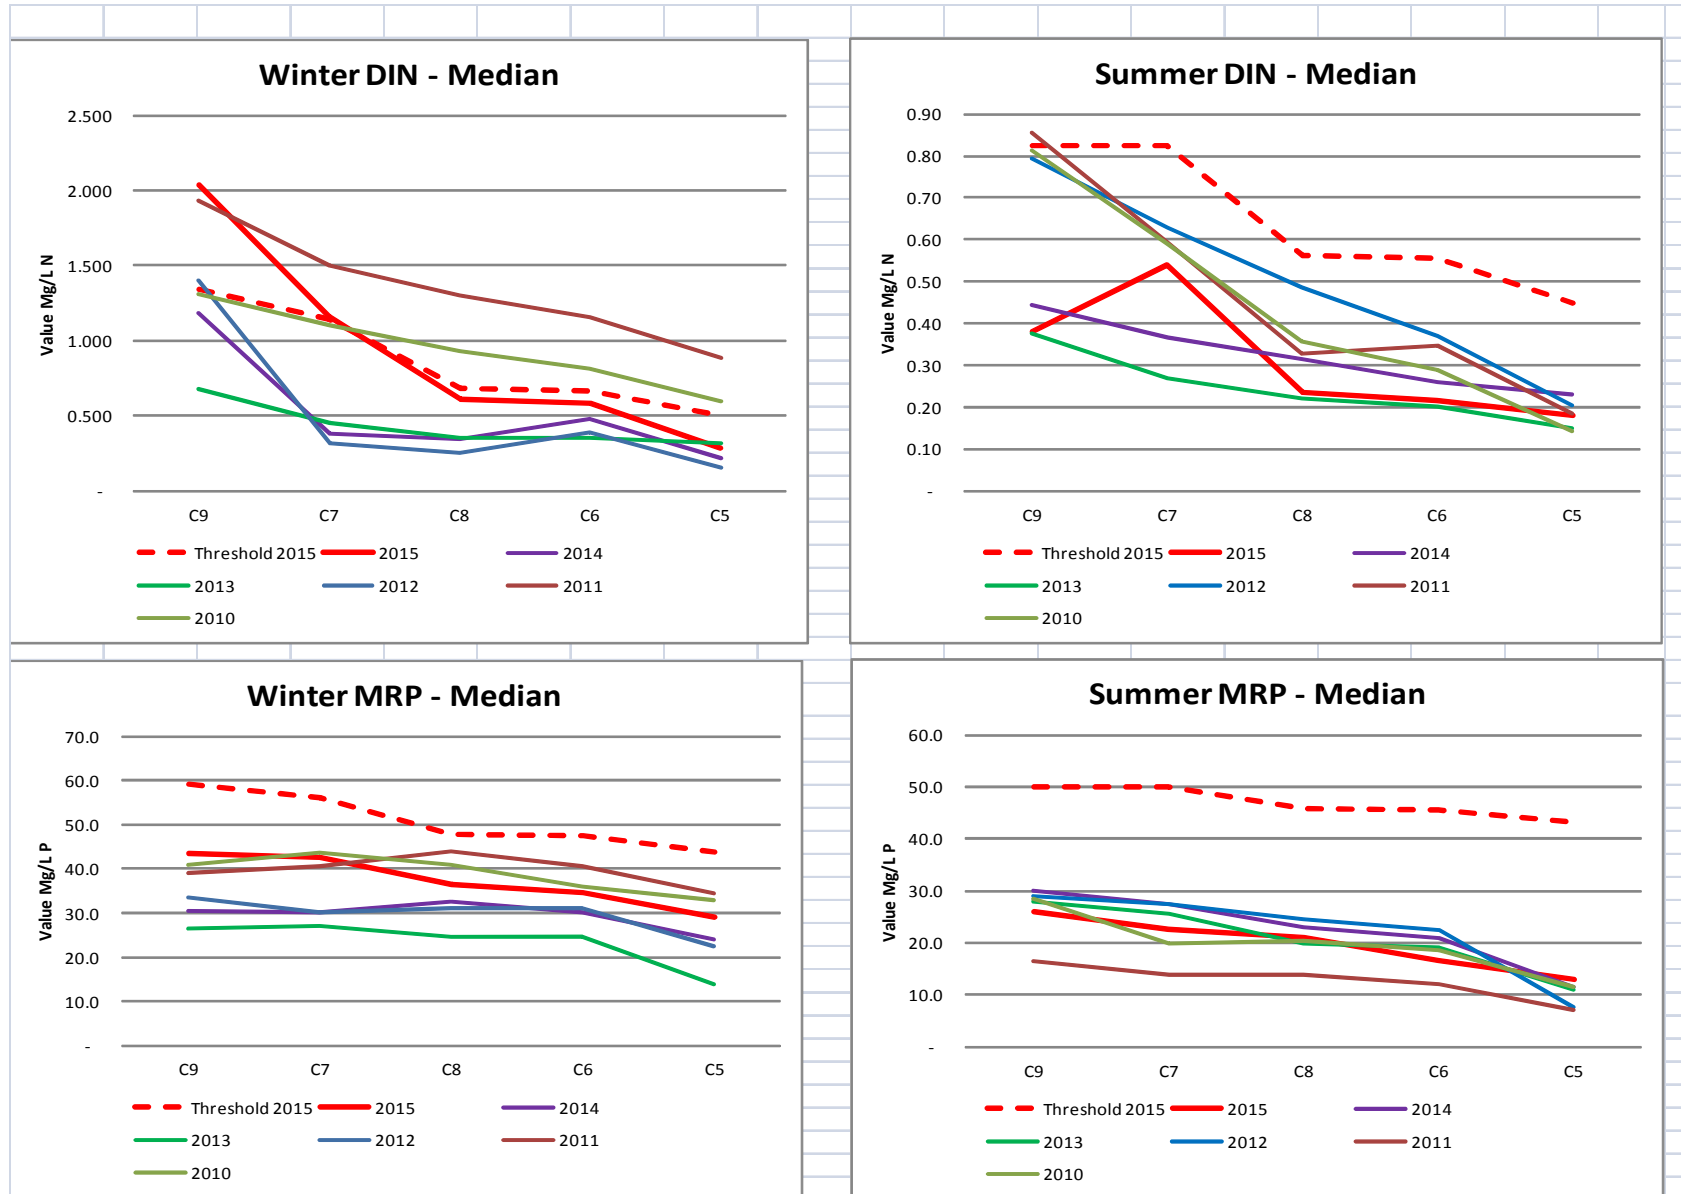 Winter DIN - Median
2.500
2.000
1.500
1.000
0.500
-
Value Mg/L N
C9 C7 C8 C6 C5
Threshold 2015 2015 2014
2013 2012 2011
2010
Summer DIN - Median
0.90
0.80
0.70
0.60
0.50
0.40
0.30
0.20
0.10
-
Value Mg/L N
C9 C7 C8 C6 C5
Threshold 2015 2015 2014
2013 2012 2011
2010
Winter MRP - Median
70.0
60.0
50.0
40.0
30.0
20.0
10.0
-
Value Mg/L P
C9 C7 C8 C6 C5
Threshold 2015 2015 2014
2013 2012 2011
2010
Summer MRP - Median
60.0
50.0
40.0
30.0
20.0
10.0
-
Value Mg/L P
C9 C7 C8 C6 C5
Threshold 2015 2015 2014
2013 2012 2011
2010